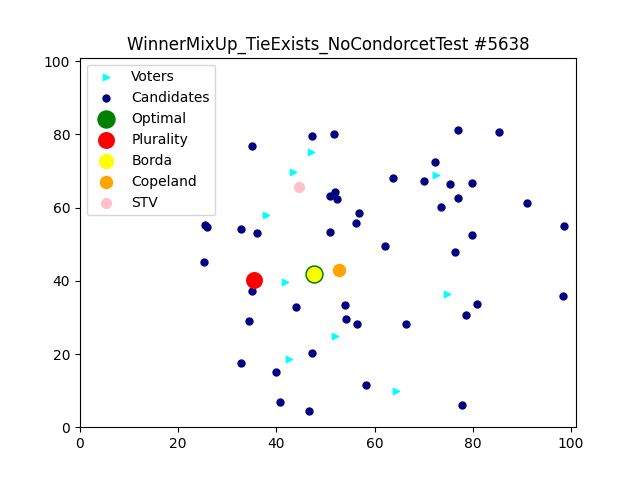 WinnerMixUp_TieExists_NoCondorcetTest #5638
Voters
Candidates
Optimal
Plurality
Borda
Copeland
STV
100
80
60
40
20
0
0 20 40 60 80 100